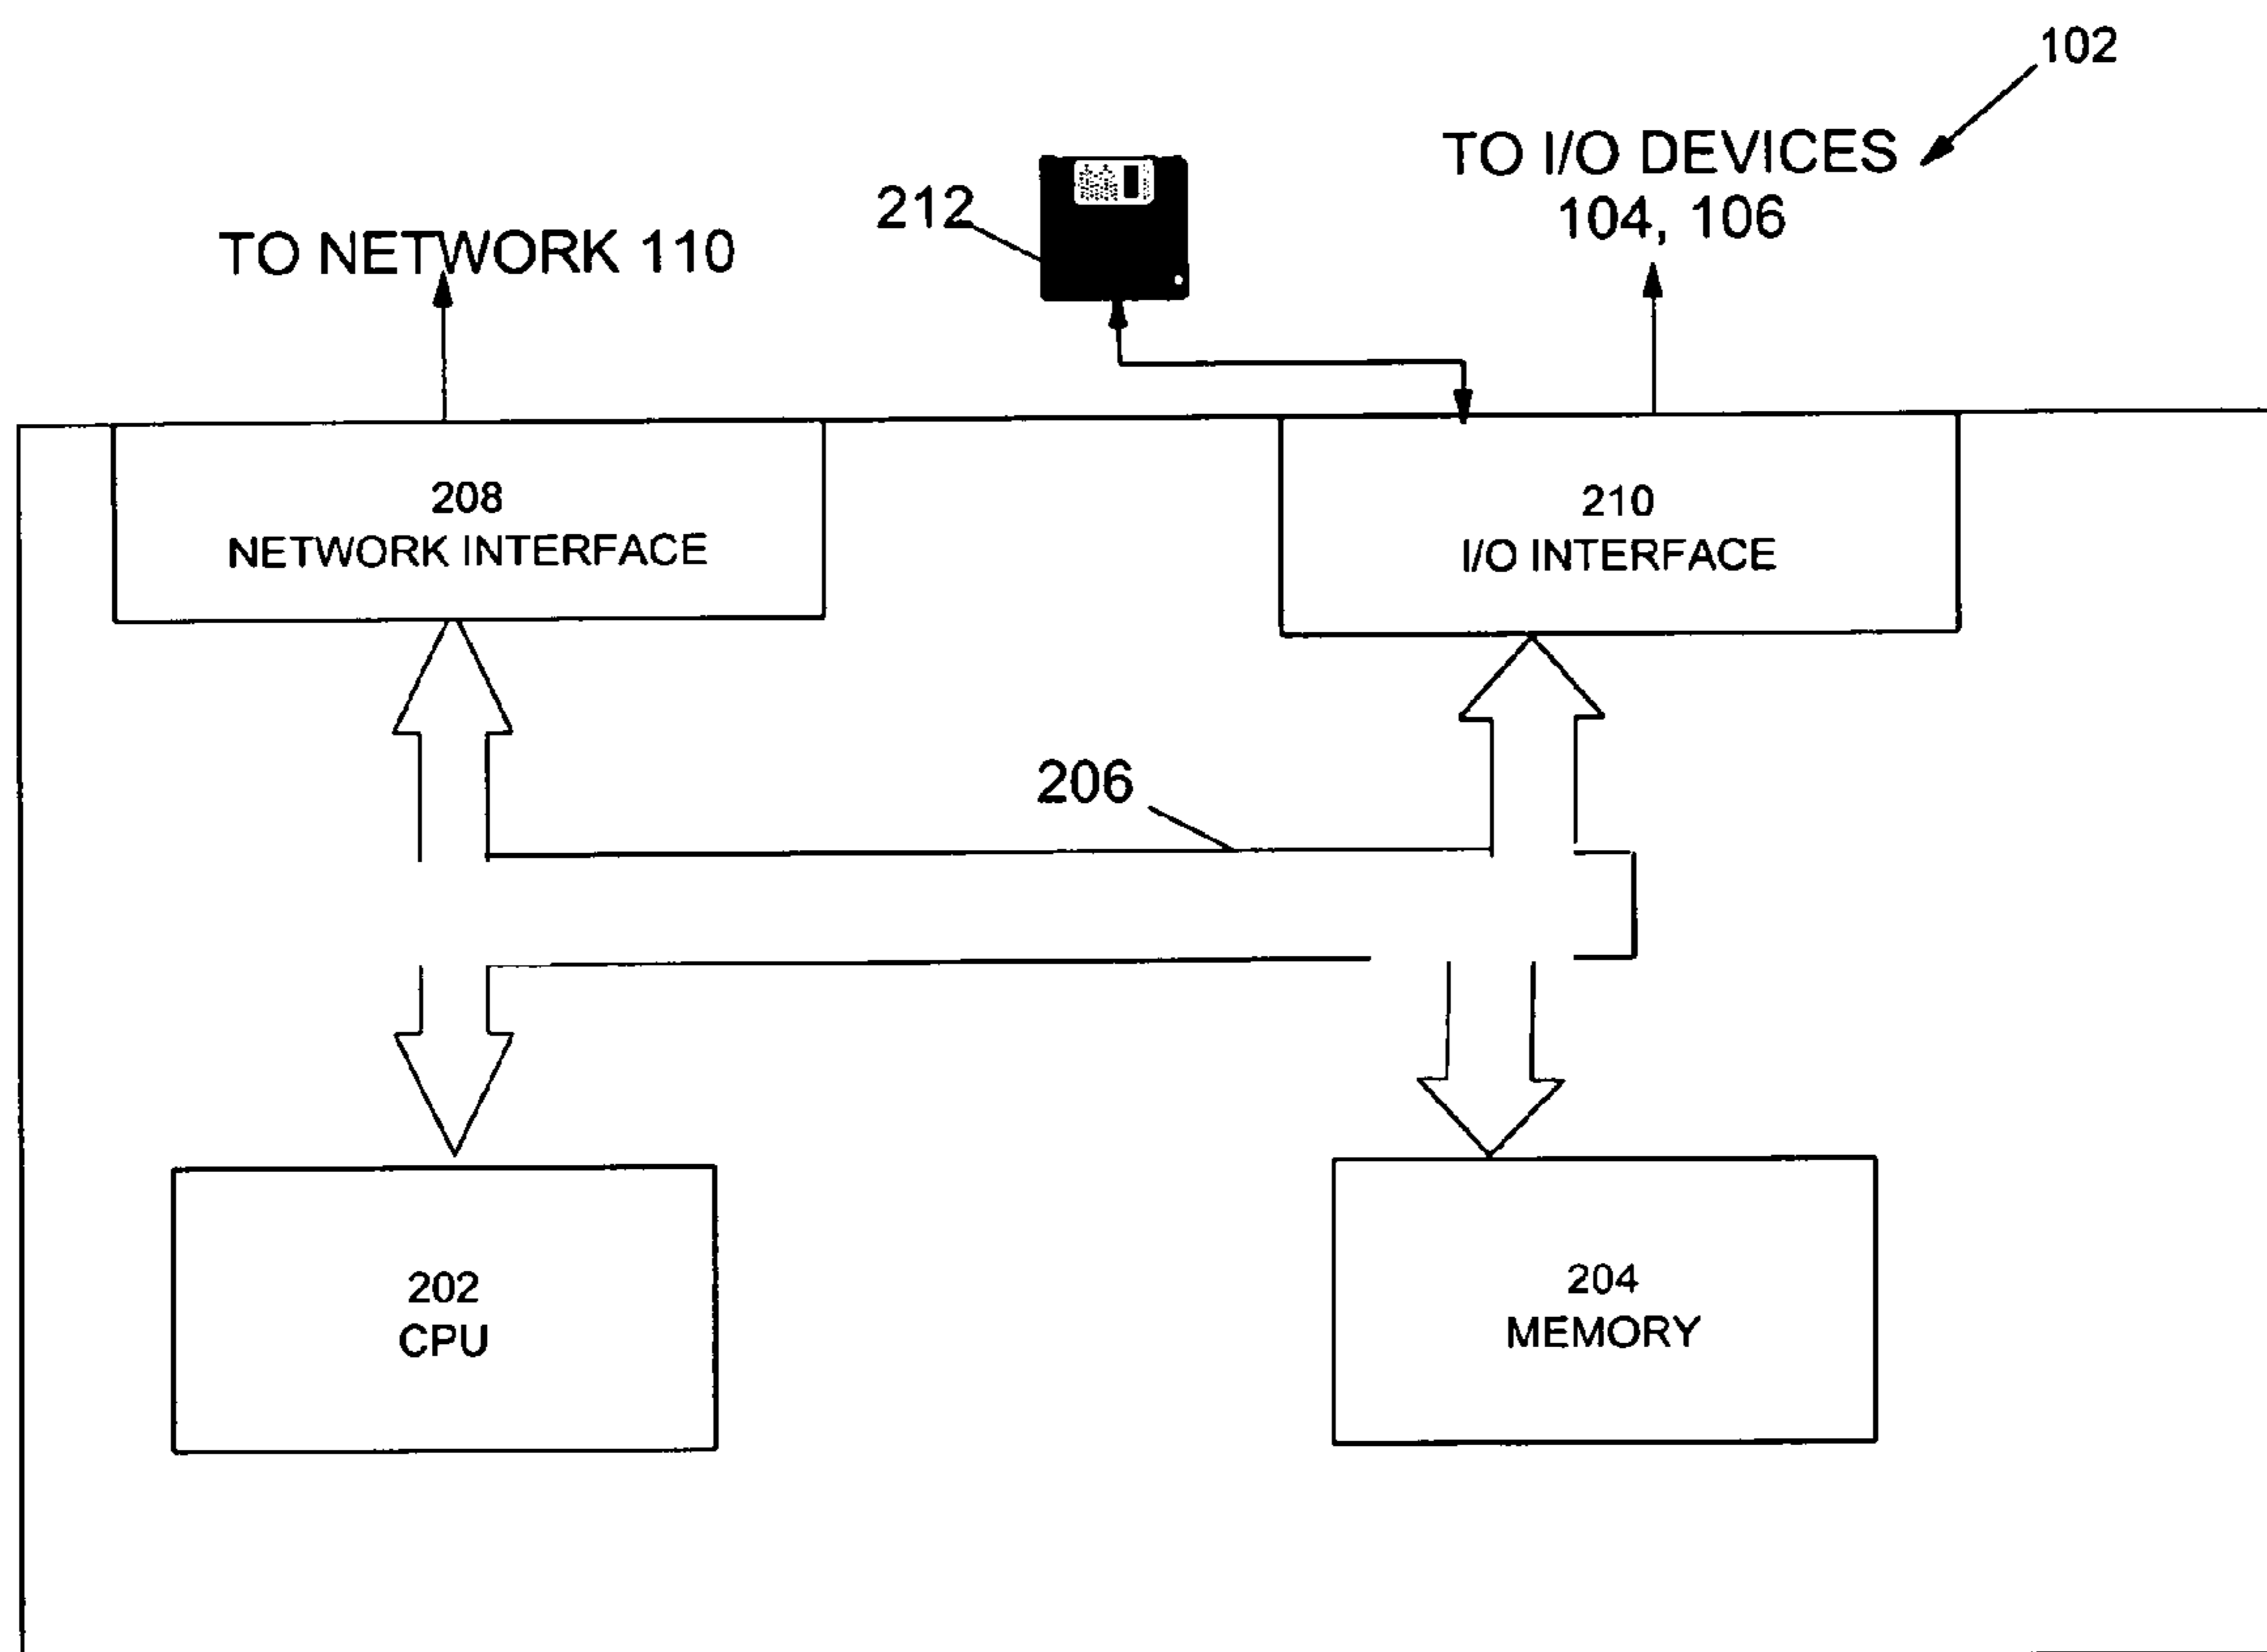 102
TO I/O DEVICES
104, 106
212
TO NETWORK 110
208
NETWORK INTERFACE
210
I/O INTERFACE
206
202
CPU
204
MEMORY